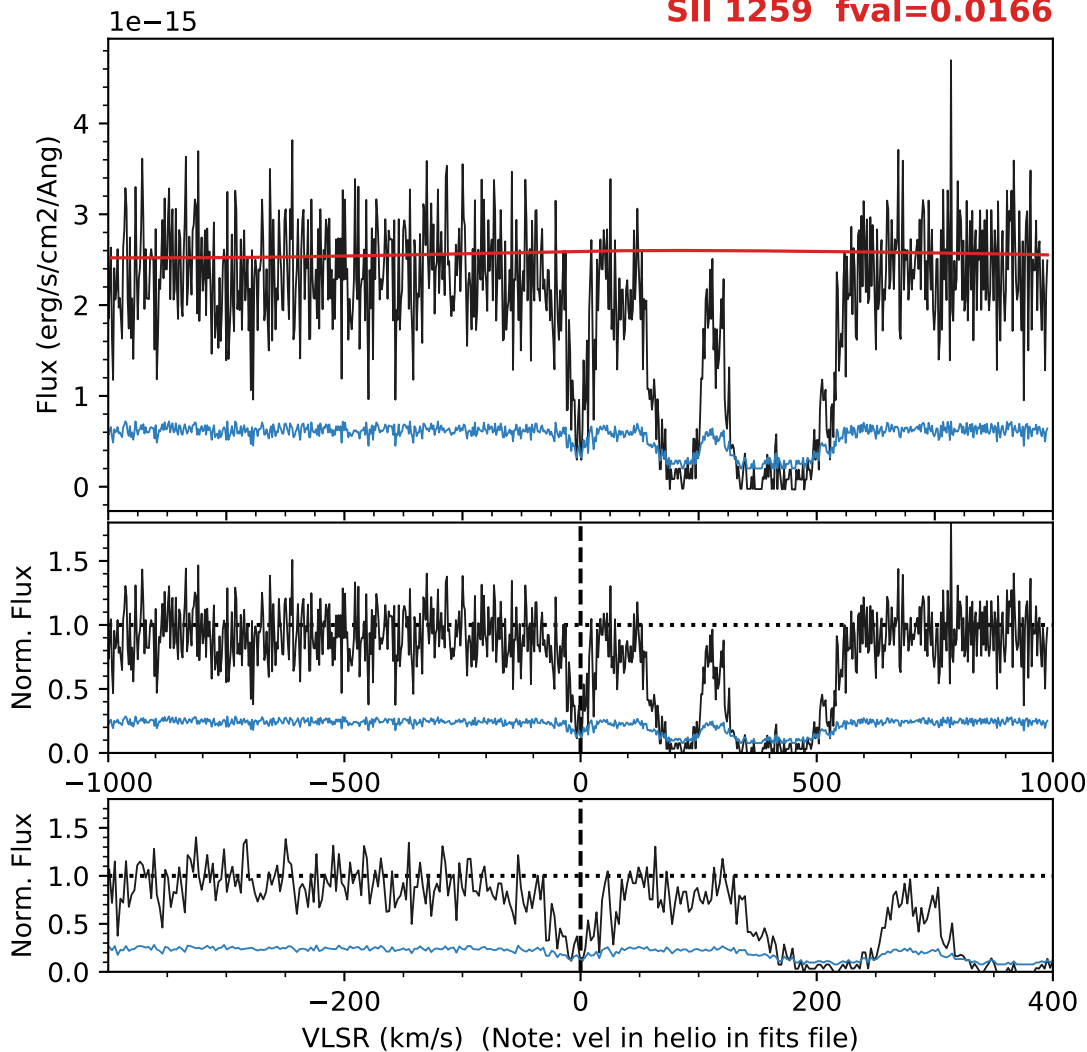 SII 1259 fval=0.0166
1e−15
4
3
2
1
0
Flux (erg/s/cm2/Ang)
1.5
1.0
0.5
0.0
Norm. Flux
−1000 −500 0 500 1000
1.5
1.0
0.5
0.0
Norm. Flux
−200 0 200 400
VLSR (km/s) (Note: vel in helio in fits file)